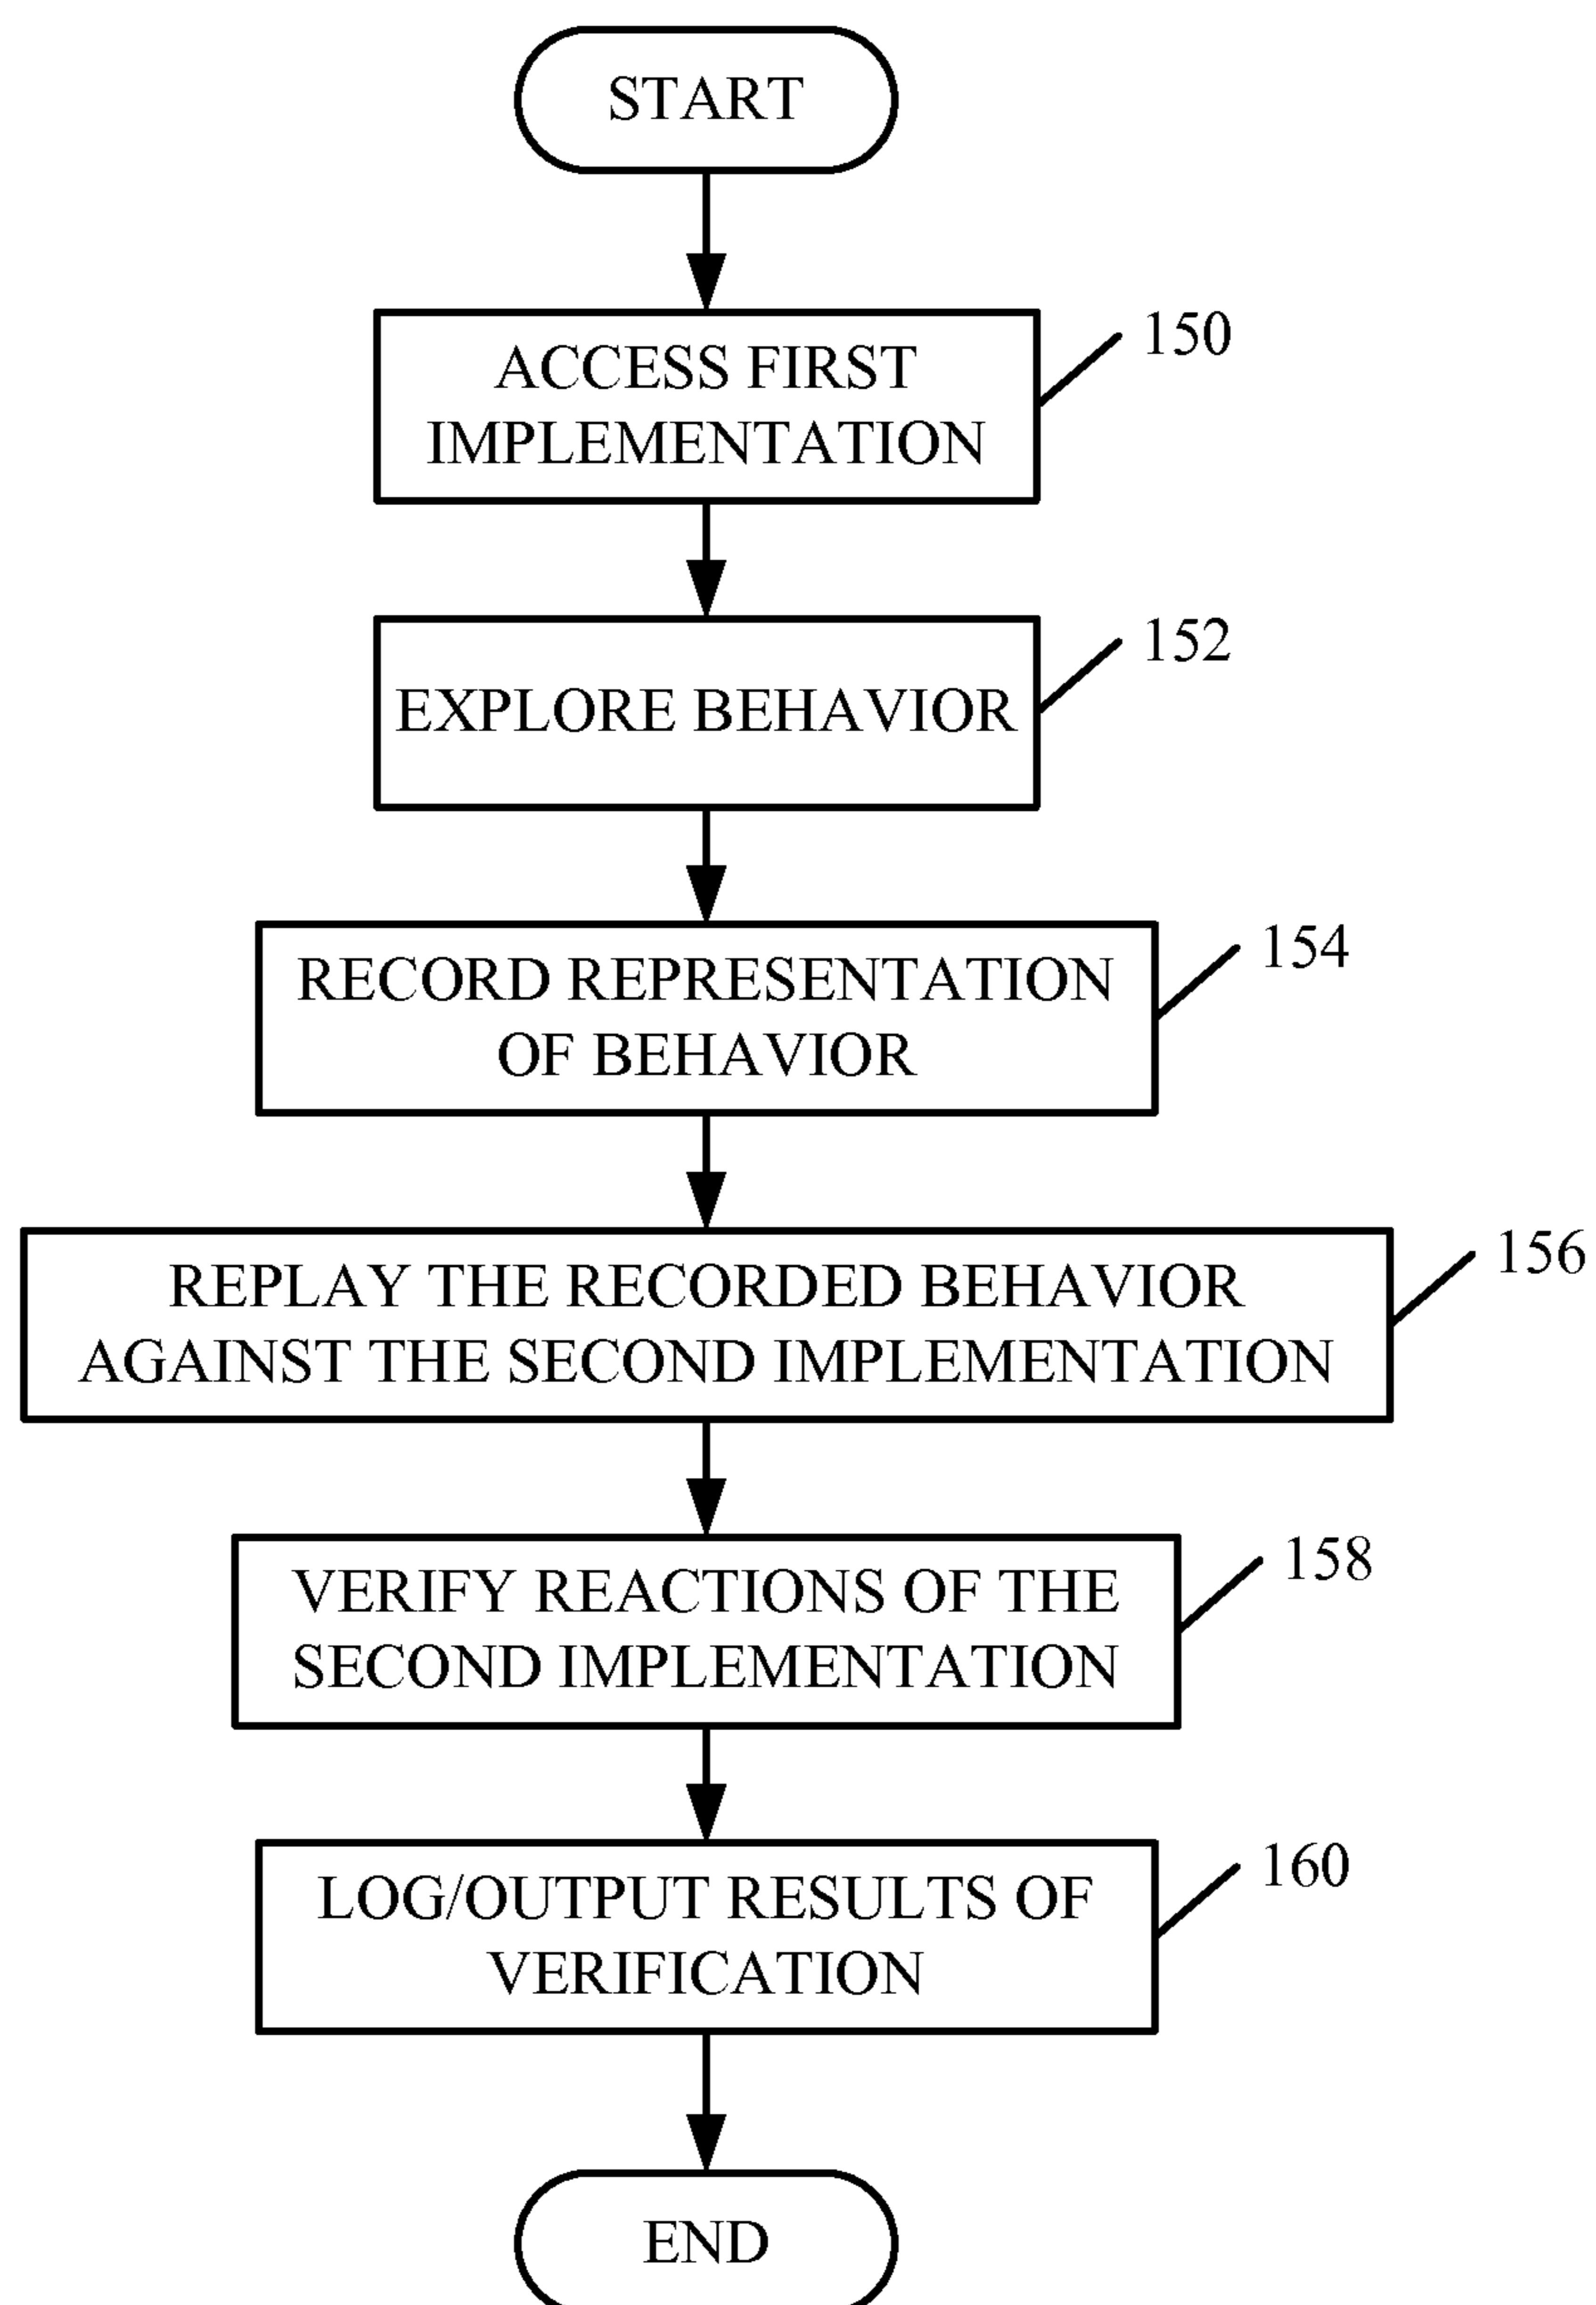 START
ACCESS FIRST
IMPLEMENTATION
150
EXPLORE BEHAVIOR
152
RECORD REPRESENTATION
OF BEHAVIOR
154
REPLAY THE RECORDED BEHAVIOR
AGAINST THE SECOND IMPLEMENTATION
156
VERIFY REACTIONS OF THE
SECOND IMPLEMENTATION
158
LOG/OUTPUT RESULTS OF
VERIFICATION
160
END